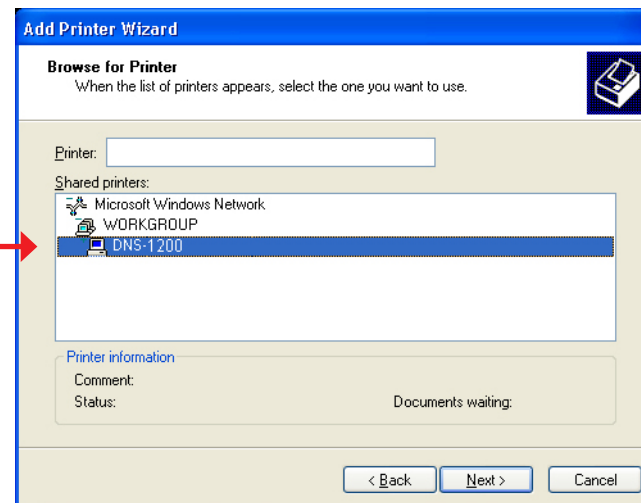 Add Printer Wizard
Browse for Printer
When the list of printers appears, select the one you want to use.
Printer:
Shared printers:
Microsoft Windows Network
WORKGROUP
DNS-1200
Printer information
Comment:
Status: Documents waiting:
< Back Next > Cancel